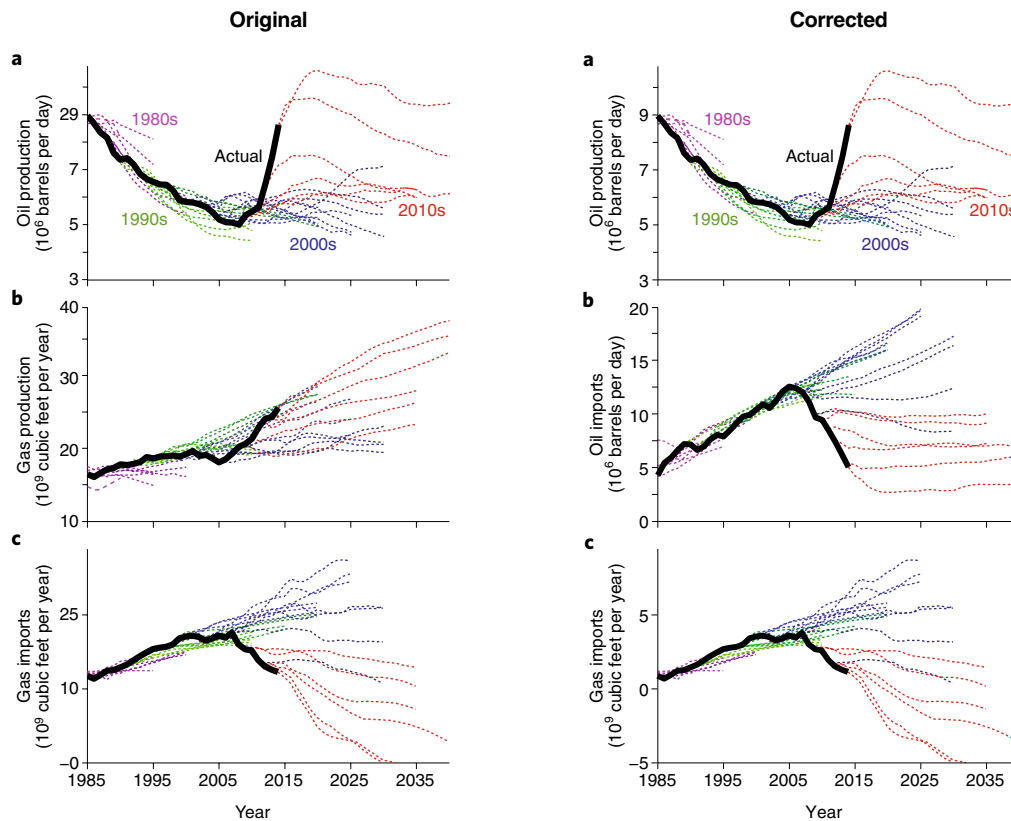 Original
a
Oil production
(10⁶ barrels per day)
29
7
5
3
1980s
Actual
1990s
2000s
2010s
b
Gas production
(10⁹ cubic feet per year)
40
30
20
10
c
Gas imports
(10⁹ cubic feet per year)
25
10
–0
1985 1995 2005 2015 2025 2035
Year
Corrected
a
Oil production
(10⁶ barrels per day)
9
7
5
3
1980s
Actual
1990s
2000s
2010s
b
Oil imports
(10⁶ barrels per day)
20
15
10
5
0
c
Gas imports
(10⁹ cubic feet per year)
5
0
–5
1985 1995 2005 2015 2025 2035
Year